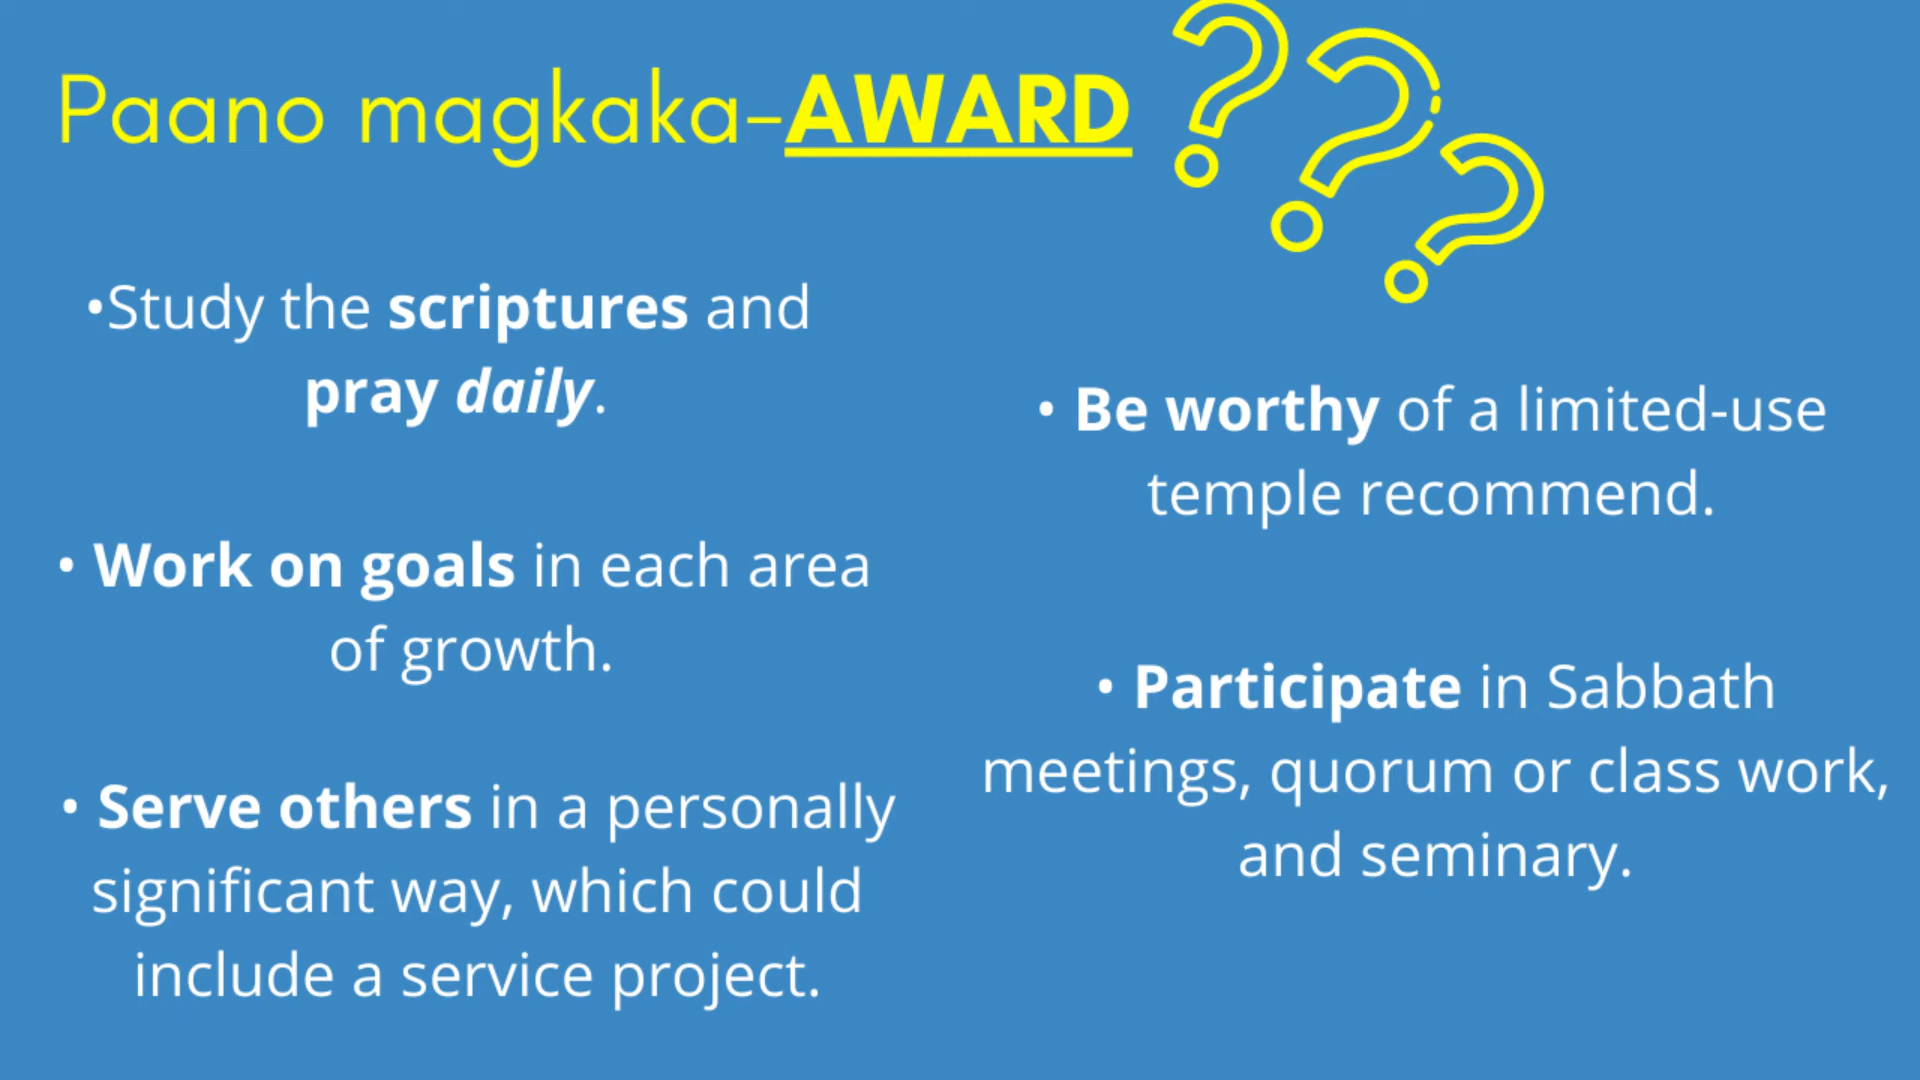 Paano magkaka-AWARD
•Study the scriptures and
pray daily.
• Work on goals in each area
of growth.
• Serve others in a personally
significant way, which could
include a service project.
• Be worthy of a limited-use
temple recommend.
• Participate in Sabbath
meetings, quorum or class work,
and seminary.